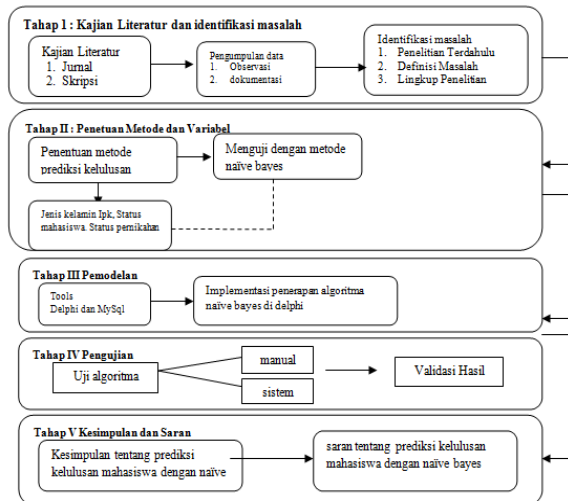 Tahap 1 : Kajian Literatur dan identifikasi masalah
Kajian Literatur
1. Jurnal
2. Skripsi
Pengumpulan data
1. Observasi
2. dokumentasi
Identifikasi masalah
1. Penelitian Terdahulu
2. Definisi Masalah
3. Lingkup Penelitian
Tahap II : Penetuan Metode dan Variabel
Penentuan metode
prediksi kelulusan
Menguji dengan metode
naïve bayes
Jenis kelamin Ipk, Status
mahasiswa. Status pernikahan
Tahap III Pemodelan
Tools
Delphi dan MySql
Implementasi penerapan algoritma
naïve bayes di delphi
Tahap IV Pengujian
Uji algoritma
manual
sistem
Validasi Hasil
Tahap V Kesimpulan dan Saran
Kesimpulan tentang prediksi
kelulusan mahasiswa dengan naïve
saran tentang prediksi kelulusan
mahasiswa dengan naïve bayes